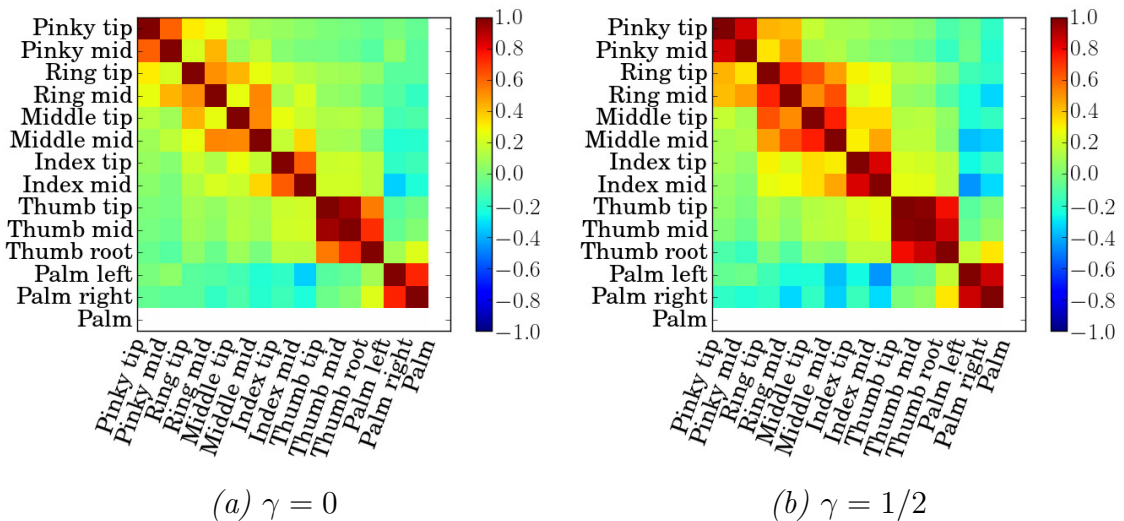 Pinky tip
Pinky mid
Ring tip
Ring mid
Middle tip
Middle mid
Index tip
Index mid
Thumb tip
Thumb mid
Thumb root
Palm left
Palm right
Palm
Pinky tip
Pinky mid
Ring tip
Ring mid
Middle tip
Middle mid
Index tip
Index mid
Thumb tip
Thumb mid
Thumb root
Palm left
Palm right
Palm
1.0
0.8
0.6
0.4
0.2
0.0
−0.2
−0.4
−0.6
−0.8
−1.0
(a) γ = 0
Pinky tip
Pinky mid
Ring tip
Ring mid
Middle tip
Middle mid
Index tip
Index mid
Thumb tip
Thumb mid
Thumb root
Palm left
Palm right
Palm
Pinky tip
Pinky mid
Ring tip
Ring mid
Middle tip
Middle mid
Index tip
Index mid
Thumb tip
Thumb mid
Thumb root
Palm left
Palm right
Palm
1.0
0.8
0.6
0.4
0.2
0.0
−0.2
−0.4
−0.6
−0.8
−1.0
(b) γ = 1/2